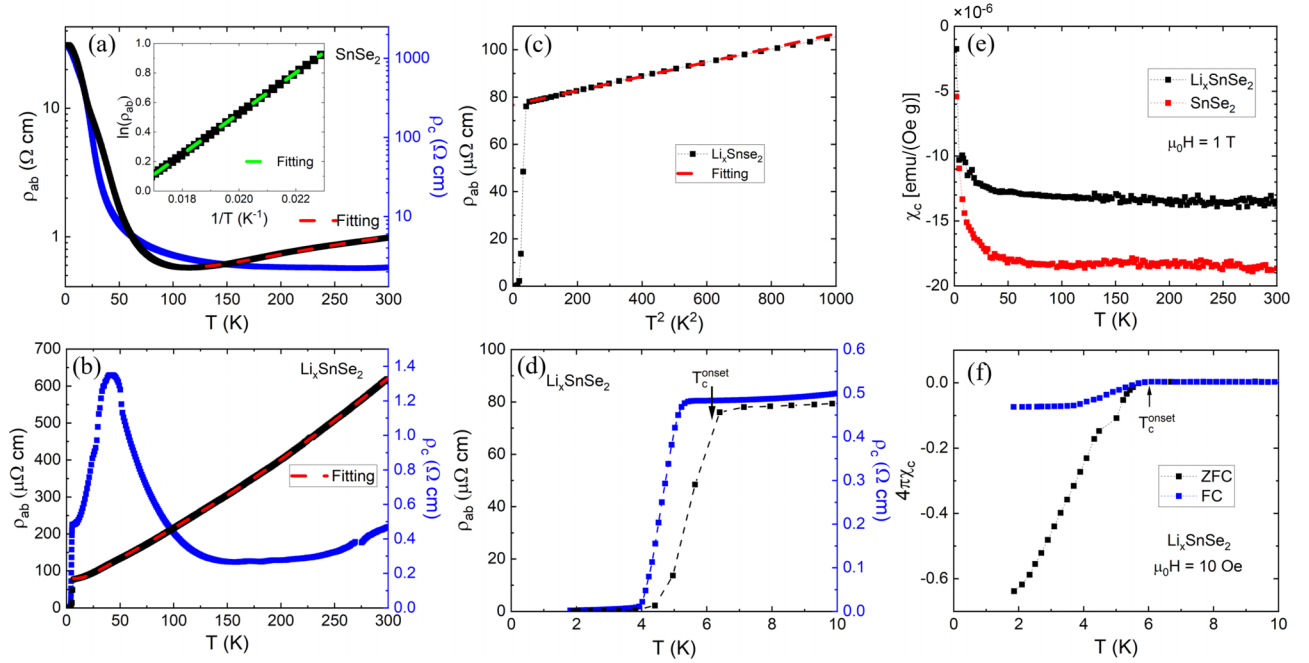 (a)
SnSe2
ρab (Ω cm)
10
1
0 50 100 150 200 250 300
T (K)
ρc (Ω cm)
1000
100
10
ln(ρab)
1.0
0.8
0.6
0.4
0.2
0.0
0.018 0.020 0.022
1/T (K-1)
Fitting
Fitting
(b)
LixSnSe2
ρab (μΩ cm)
700
600
500
400
300
200
100
0
0 50 100 150 200 250 300
T (K)
ρc (Ω cm)
1.4
1.2
1.0
0.8
0.6
0.4
0.2
0.0
Fitting
(c)
ρab (μΩ cm)
100
80
60
40
20
0
0 200 400 600 800 1000
T2 (K2)
LixSnse2
Fitting
(d)
LixSnSe2
Tconset
ρab (μΩ cm)
100
80
60
40
20
0
0 2 4 6 8 10
T (K)
ρc (Ω cm)
0.6
0.5
0.4
0.3
0.2
0.1
0.0
×10-6
(e)
χc [emu/(Oe g)]
0
−5
−10
−15
−20
0 50 100 150 200 250 300
T (K)
LixSnSe2
SnSe2
μ0H = 1 T
(f)
4πχc
0.0
-0.2
-0.4
-0.6
0 2 4 6 8 10
T (K)
Tconset
ZFC
FC
LixSnSe2
μ0H = 10 Oe